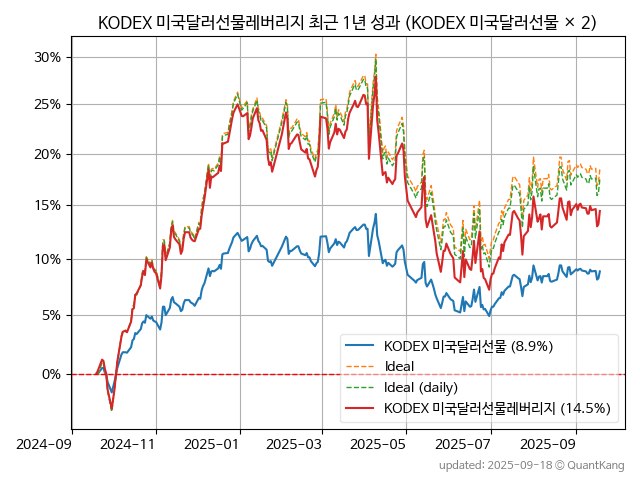 KODEX 미국달러선물레버리지 최근 1년 성과 (KODEX 미국달러선물 × 2)
30%
25%
20%
15%
10%
5%
0%
KODEX 미국달러선물 (8.9%)
Ideal
Ideal (daily)
KODEX 미국달러선물레버리지 (14.5%)
2024-09 2024-11 2025-01 2025-03 2025-05 2025-07 2025-09
updated: 2025-09-18 © QuantKang